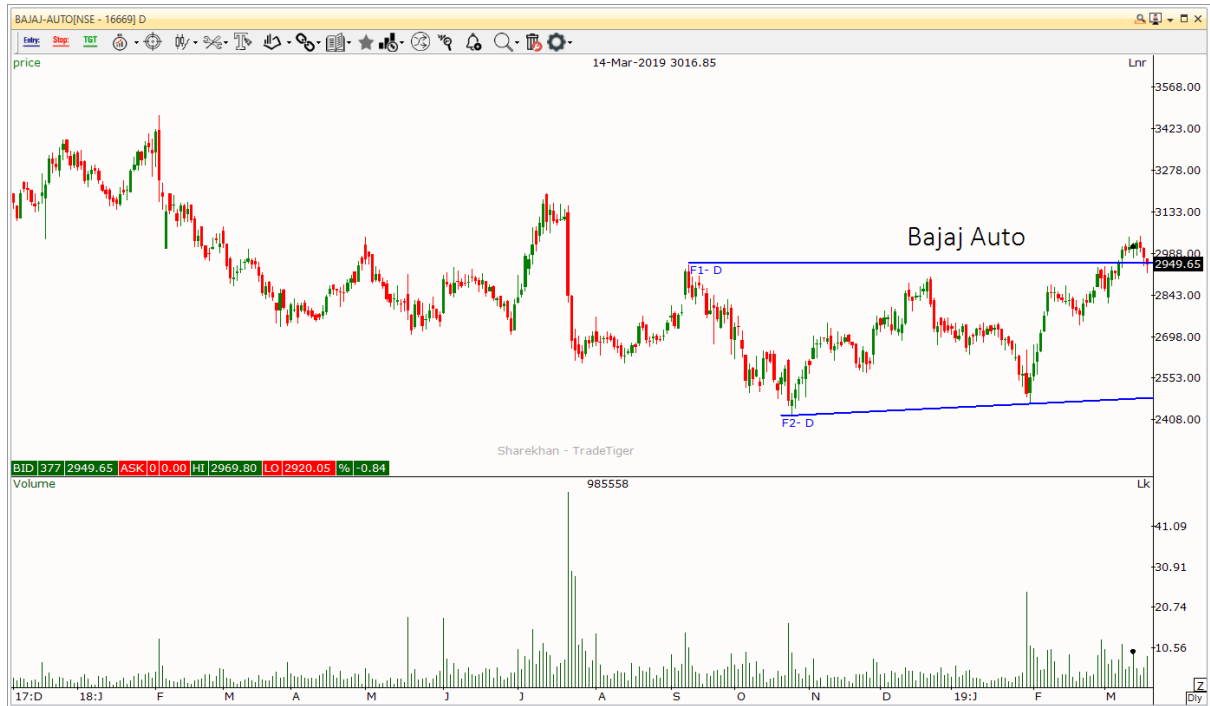 BAJAJ-AUTO[NSE - 16669] D
Entry: Stop: TGT
price 14-Mar-2019 3016.85 Lnr
3568.00
3423.00
3278.00
3133.00
Bajaj Auto
2988.00
F1- D 2949.65
2843.00
2698.00
2553.00
2408.00
F2- D
Sharekhan - TradeTiger
BID 377 2949.65 ASK 0 0.00 HI 2969.80 LO 2920.05 % -0.84
Volume 985558 Lk
41.09
30.91
20.74
10.56
17:D 18:J F M A M J J A S O N D 19:J F M Z
Dly